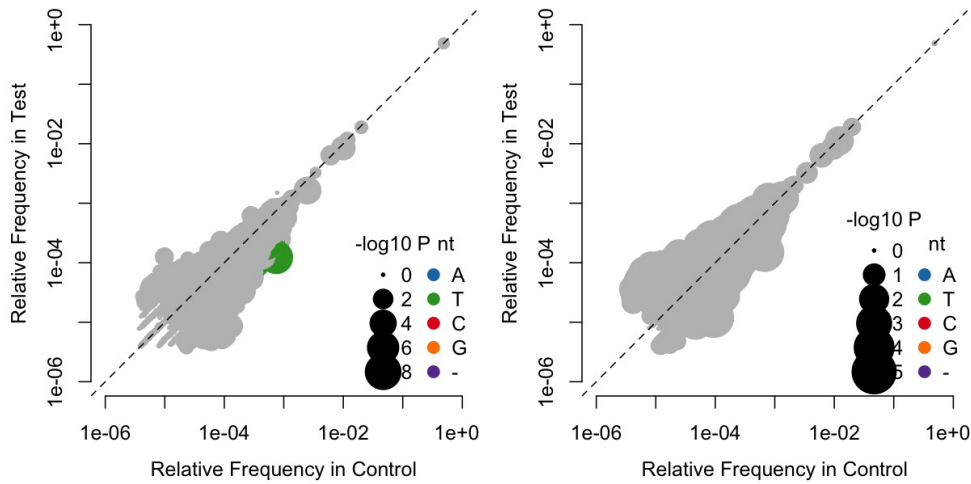 1e+0
1e-02
1e-04
1e-06
Relative Frequency in Test
1e-06
1e-04
1e-02
1e+0
Relative Frequency in Control
-log10 P nt
0 A
2 T
4 C
6 G
8 -
1e+0
1e-02
1e-04
1e-06
Relative Frequency in Test
1e-06
1e-04
1e-02
1e+0
Relative Frequency in Control
-log10 P
nt
0
1 A
2 T
3 C
4 G
5 -